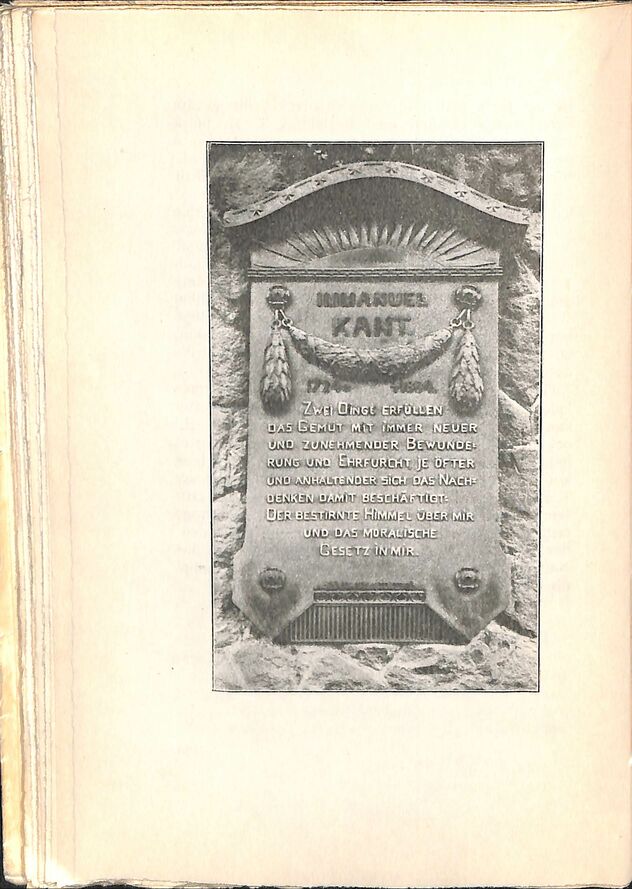 IMMANUEL
KANT.
1724 1804.
ZWEI DINGE ERFÜLLEN
DAS GEMUT MIT IMMER NEUER
UND ZUNEHMENDER BEWUNDE-
RUNG UND EHRFURCHT, JE ÖFTER
UND ANHALTENDER SICH DAS NACH-
DENKEN DAMIT BESCHÄFTIGT:
DER BESTIRNTE HIMMEL ÜBER MIR
UND DAS MORALISCHE
GESETZ IN MIR.